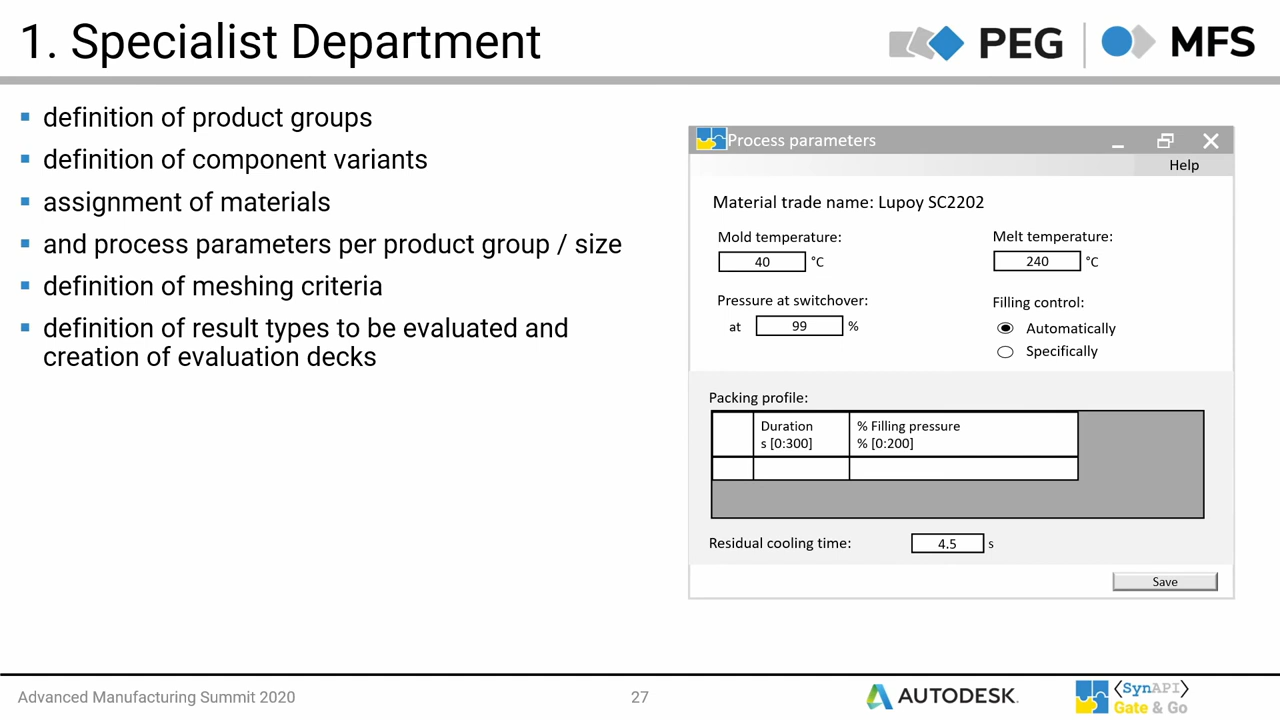 1. Specialist Department
PEG | MFS
definition of product groups
definition of component variants
assignment of materials
and process parameters per product group / size
definition of meshing criteria
definition of result types to be evaluated and
creation of evaluation decks
Process parameters
Help
Material trade name: Lupoy SC2202
Mold temperature:
40 °C
Melt temperature:
240 °C
Pressure at switchover:
at 99 %
Filling control:
Automatically
Specifically
Packing profile:
Duration
s [0:300]
% Filling pressure
% [0:200]
Residual cooling time: 4.5 s
Save
Advanced Manufacturing Summit 2020
27
AUTODESK.
⟨SynAPI⟩
Gate & Go